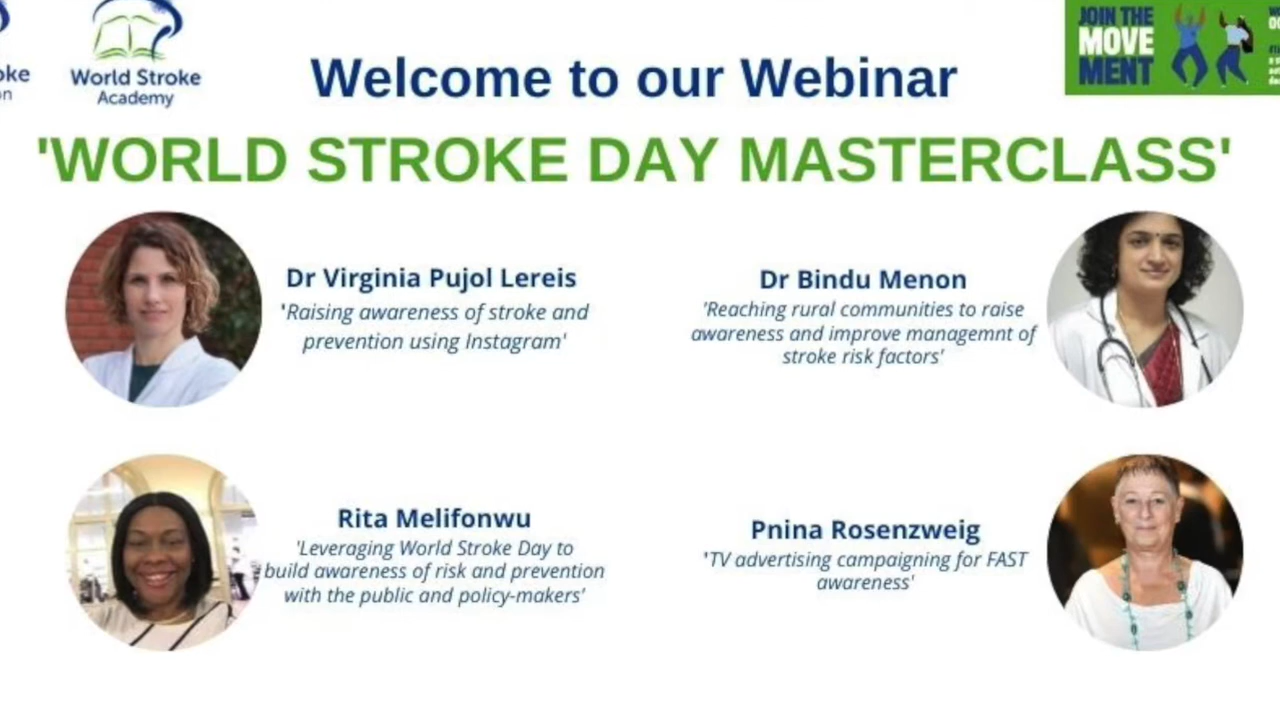 World Stroke
Academy
Welcome to our Webinar
JOIN THE
MOVE
MENT
'WORLD STROKE DAY MASTERCLASS'
Dr Virginia Pujol Lereis
'Raising awareness of stroke and
prevention using Instagram'
Dr Bindu Menon
'Reaching rural communities to raise
awareness and improve managemnt of
stroke risk factors'
Rita Melifonwu
'Leveraging World Stroke Day to
build awareness of risk and prevention
with the public and policy-makers'
Pnina Rosenzweig
'TV advertising campaigning for FAST
awareness'